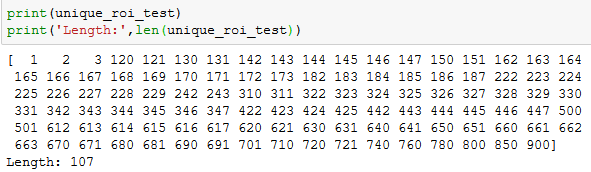 print(unique_roi_test)
print('Length:',len(unique_roi_test))
[  1   2   3 120 121 130 131 142 143 144 145 146 147 150 151 162 163 164
 165 166 167 168 169 170 171 172 173 182 183 184 185 186 187 222 223 224
 225 226 227 228 229 242 243 310 311 322 323 324 325 326 327 328 329 330
 331 342 343 344 345 346 347 422 423 424 425 442 443 444 445 446 447 500
 501 612 613 614 615 616 617 620 621 630 631 640 641 650 651 660 661 662
 663 670 671 680 681 690 691 701 710 720 721 740 760 780 800 850 900]
Length: 107